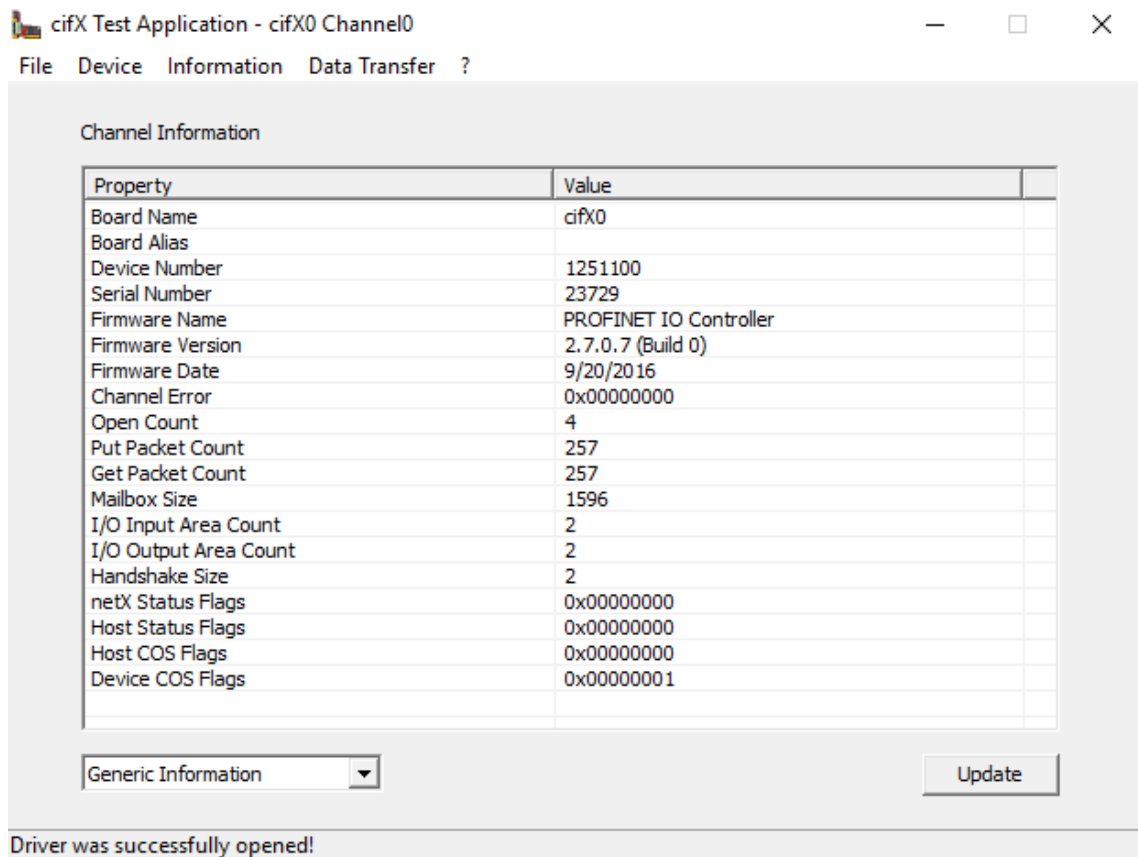 cifX Test Application - cifX0 Channel0
File Device Information Data Transfer ?
Channel Information
Property Value
Board Name cifX0
Board Alias
Device Number 1251100
Serial Number 23729
Firmware Name PROFINET IO Controller
Firmware Version 2.7.0.7 (Build 0)
Firmware Date 9/20/2016
Channel Error 0x00000000
Open Count 4
Put Packet Count 257
Get Packet Count 257
Mailbox Size 1596
I/O Input Area Count 2
I/O Output Area Count 2
Handshake Size 2
netX Status Flags 0x00000000
Host Status Flags 0x00000000
Host COS Flags 0x00000000
Device COS Flags 0x00000001
Generic Information Update
Driver was successfully opened!